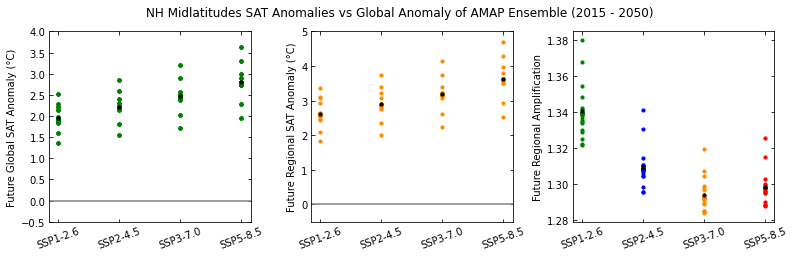 NH Midlatitudes SAT Anomalies vs Global Anomaly of AMAP Ensemble (2015 - 2050)
Future Global SAT Anomaly (°C)
4.0
3.5
3.0
2.5
2.0
1.5
1.0
0.5
0.0
−0.5
SSP1-2.6
SSP2-4.5
SSP3-7.0
SSP5-8.5
Future Regional SAT Anomaly (°C)
5
4
3
2
1
0
SSP1-2.6
SSP2-4.5
SSP3-7.0
SSP5-8.5
Future Regional Amplification
1.38
1.36
1.34
1.32
1.30
1.28
SSP1-2.6
SSP2-4.5
SSP3-7.0
SSP5-8.5